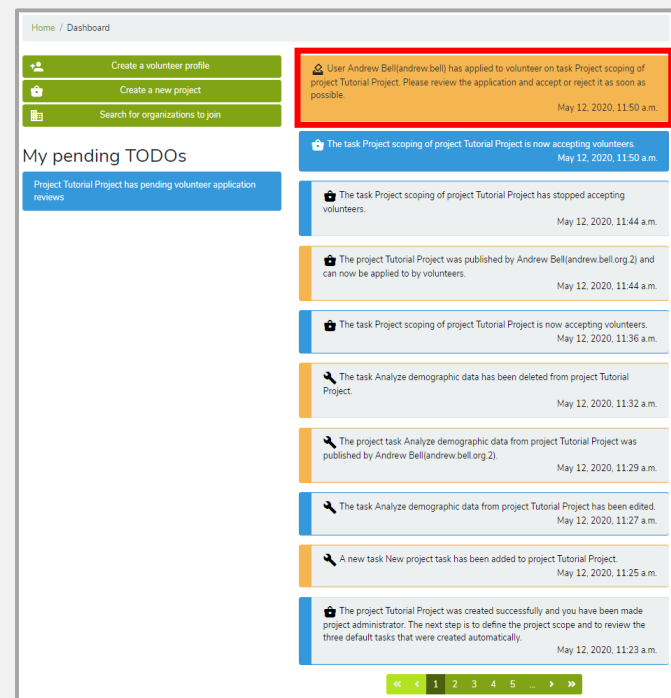 Home / Dashboard
Create a volunteer profile
Create a new project
Search for organizations to join
My pending TODOs
Project Tutorial Project has pending volunteer application
reviews
User Andrew Bell(andrew.bell) has applied to volunteer on task Project scoping of
project Tutorial Project. Please review the application and accept or reject it as soon as
possible.
May 12, 2020, 11:50 a.m.
The task Project scoping of project Tutorial Project is now accepting volunteers.
May 12, 2020, 11:50 a.m.
The task Project scoping of project Tutorial Project has stopped accepting
volunteers.
May 12, 2020, 11:44 a.m.
The project Tutorial Project was published by Andrew Bell(andrew.bell.org.2) and
can now be applied to by volunteers.
May 12, 2020, 11:44 a.m.
The task Project scoping of project Tutorial Project is now accepting volunteers.
May 12, 2020, 11:36 a.m.
The task Analyze demographic data has been deleted from project Tutorial
Project.
May 12, 2020, 11:32 a.m.
The project task Analyze demographic data from project Tutorial Project was
published by Andrew Bell(andrew.bell.org.2).
May 12, 2020, 11:29 a.m.
The task Analyze demographic data from project Tutorial Project has been edited.
May 12, 2020, 11:27 a.m.
A new task New project task has been added to project Tutorial Project.
May 12, 2020, 11:25 a.m.
The project Tutorial Project was created successfully and you have been made
project administrator. The next step is to define the project scope and to review the
three default tasks that were created automatically.
May 12, 2020, 11:23 a.m.
« ‹ 1 2 3 4 5 ... › »